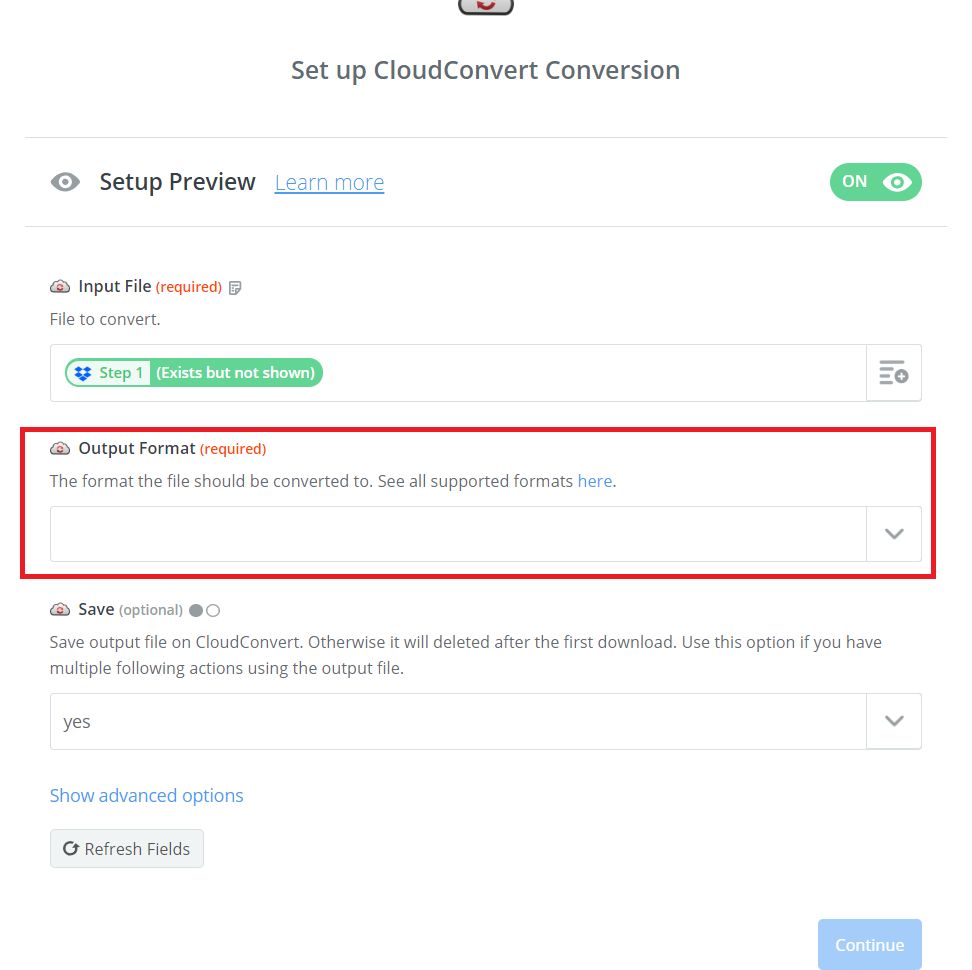 Set up CloudConvert Conversion
Setup Preview Learn more ON
Input File (required)
File to convert.
Step 1 (Exists but not shown)
Output Format (required)
The format the file should be converted to. See all supported formats here.
Save (optional)
Save output file on CloudConvert. Otherwise it will deleted after the first download. Use this option if you have
multiple following actions using the output file.
yes
Show advanced options
Refresh Fields
Continue